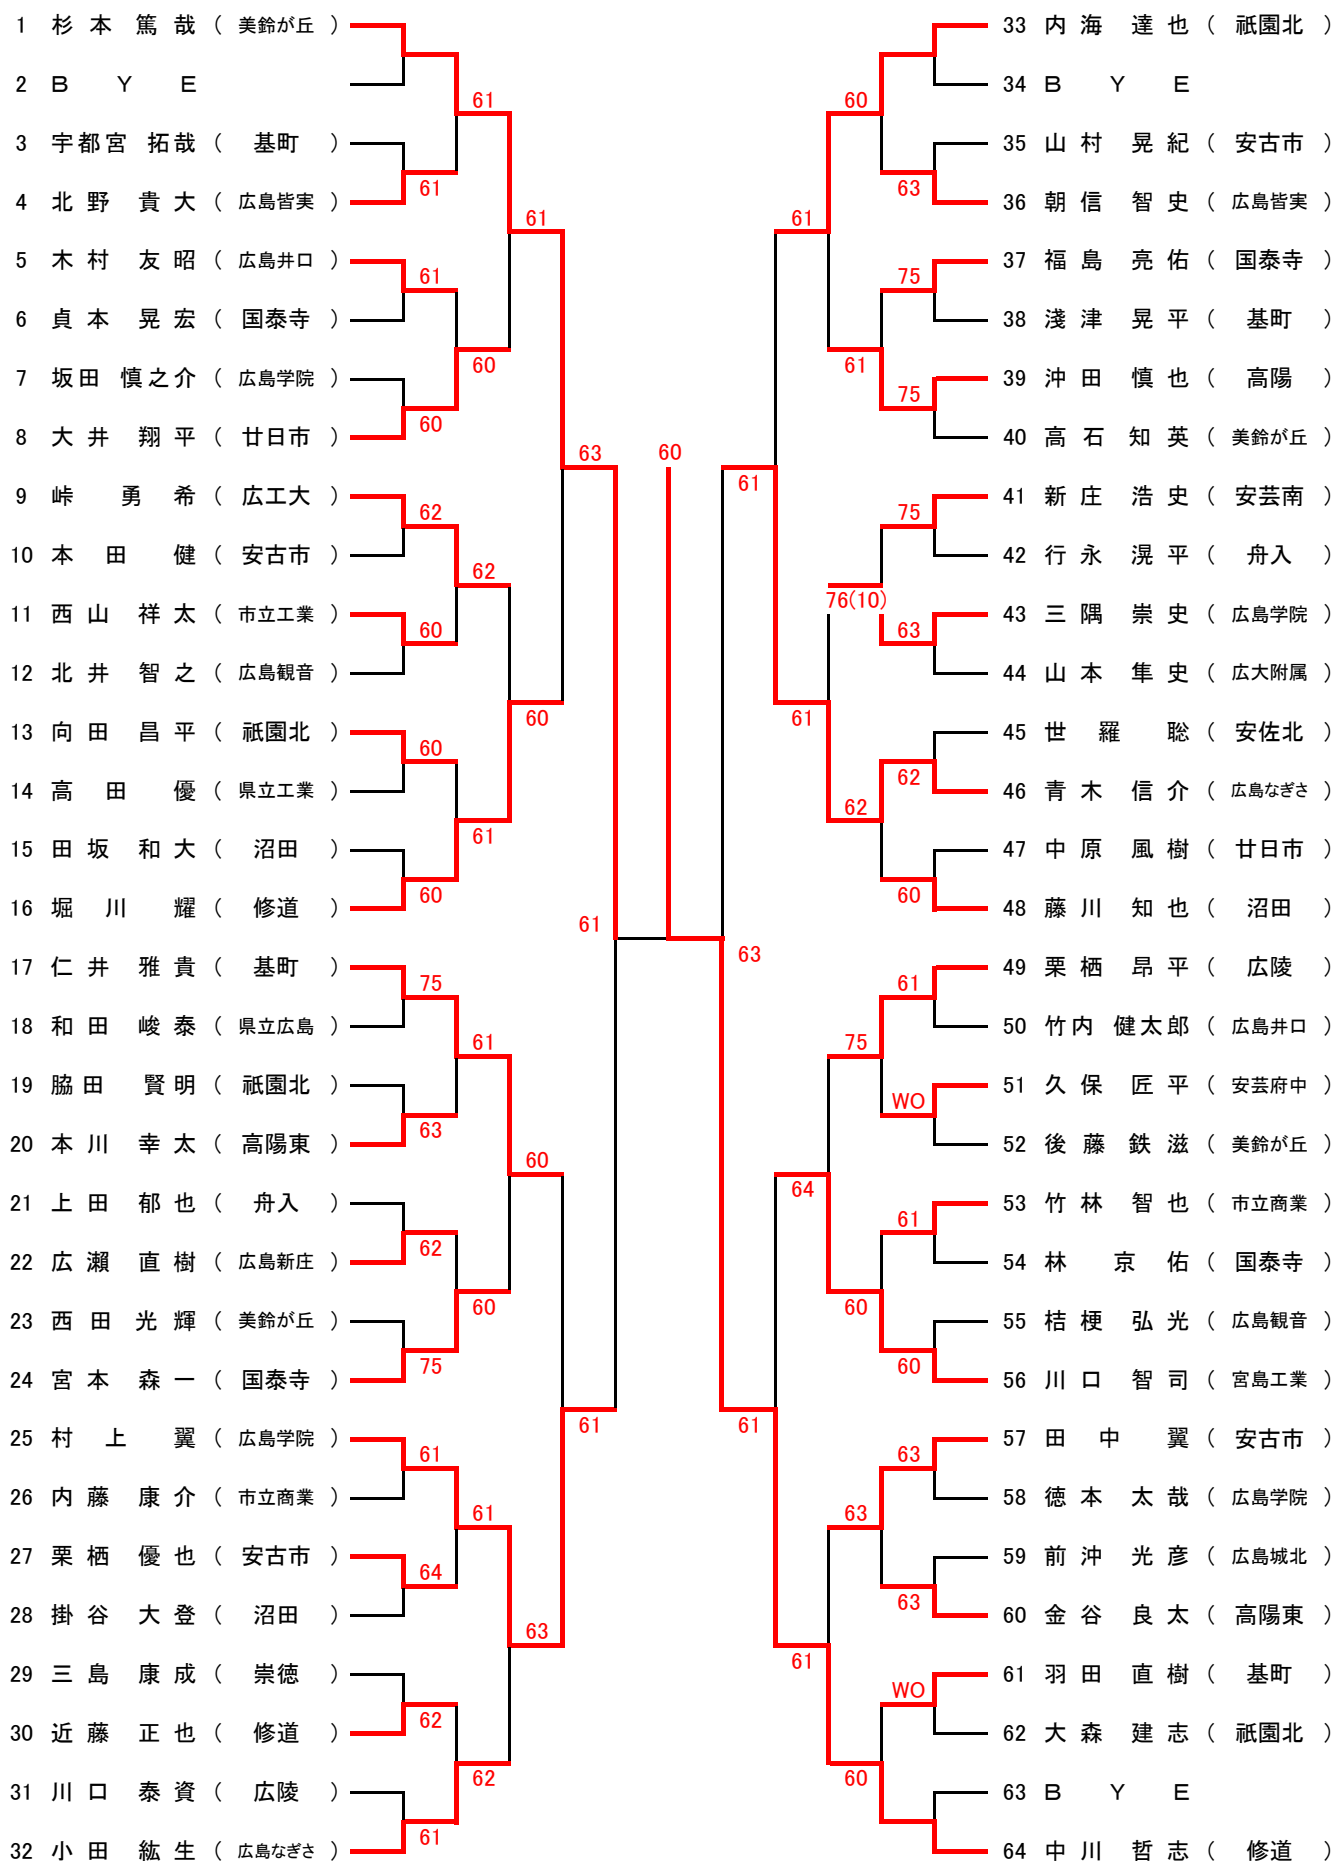 1 杉本 篤哉 ( 美鈴が丘 )
2 B Y E
61
3 宇都宮 拓哉 ( 基町 )
61
4 北野 貴大 ( 広島皆実 )
61
5 木村 友昭 ( 広島井口 )
61
6 貞本 晃宏 ( 国泰寺 )
60
7 坂田 慎之介 ( 広島学院 )
60
8 大井 翔平 ( 廿日市 )
63
9 峠 勇希 ( 広工大 )
62
10 本田 健 ( 安古市 )
62
11 西山 祥太 ( 市立工業 )
60
12 北井 智之 ( 広島観音 )
60
13 向田 昌平 ( 祇園北 )
60
14 高田 優 ( 県立工業 )
61
15 田坂 和大 ( 沼田 )
60
16 堀川 耀 ( 修道 )
61
17 仁井 雅貴 ( 基町 )
75
18 和田 峻泰 ( 県立広島 )
61
19 脇田 賢明 ( 祇園北 )
63
20 本川 幸太 ( 高陽東 )
60
21 上田 郁也 ( 舟入 )
62
22 広瀬 直樹 ( 広島新庄 )
60
23 西田 光輝 ( 美鈴が丘 )
75
24 宮本 森一 ( 国泰寺 )
61
25 村上 翼 ( 広島学院 )
61
26 内藤 康介 ( 市立商業 )
61
27 栗栖 優也 ( 安古市 )
64
28 掛谷 大登 ( 沼田 )
63
29 三島 康成 ( 崇徳 )
62
30 近藤 正也 ( 修道 )
62
31 川口 泰資 ( 広陵 )
61
32 小田 紘生 ( 広島なぎさ )
60
63
33 内海 達也 ( 祇園北 )
34 B Y E
60
35 山村 晃紀 ( 安古市 )
63
36 朝信 智史 ( 広島皆実 )
61
37 福島 亮佑 ( 国泰寺 )
75
38 淺津 晃平 ( 基町 )
61
39 沖田 慎也 ( 高陽 )
75
40 高石 知英 ( 美鈴が丘 )
61
41 新庄 浩史 ( 安芸南 )
75
42 行永 滉平 ( 舟入 )
76(10)
43 三隅 崇史 ( 広島学院 )
63
44 山本 隼史 ( 広大附属 )
61
45 世羅 聡 ( 安佐北 )
62
46 青木 信介 ( 広島なぎさ )
62
47 中原 風樹 ( 廿日市 )
60
48 藤川 知也 ( 沼田 )
49 栗栖 昂平 ( 広陵 )
61
50 竹内 健太郎 ( 広島井口 )
75
51 久保 匠平 ( 安芸府中 )
WO
52 後藤 鉄滋 ( 美鈴が丘 )
64
53 竹林 智也 ( 市立商業 )
61
54 林 京佑 ( 国泰寺 )
60
55 桔梗 弘光 ( 広島観音 )
60
56 川口 智司 ( 宮島工業 )
61
57 田中 翼 ( 安古市 )
63
58 徳本 太哉 ( 広島学院 )
63
59 前沖 光彦 ( 広島城北 )
63
60 金谷 良太 ( 高陽東 )
61
61 羽田 直樹 ( 基町 )
WO
62 大森 建志 ( 祇園北 )
60
63 B Y E
64 中川 哲志 ( 修道 )